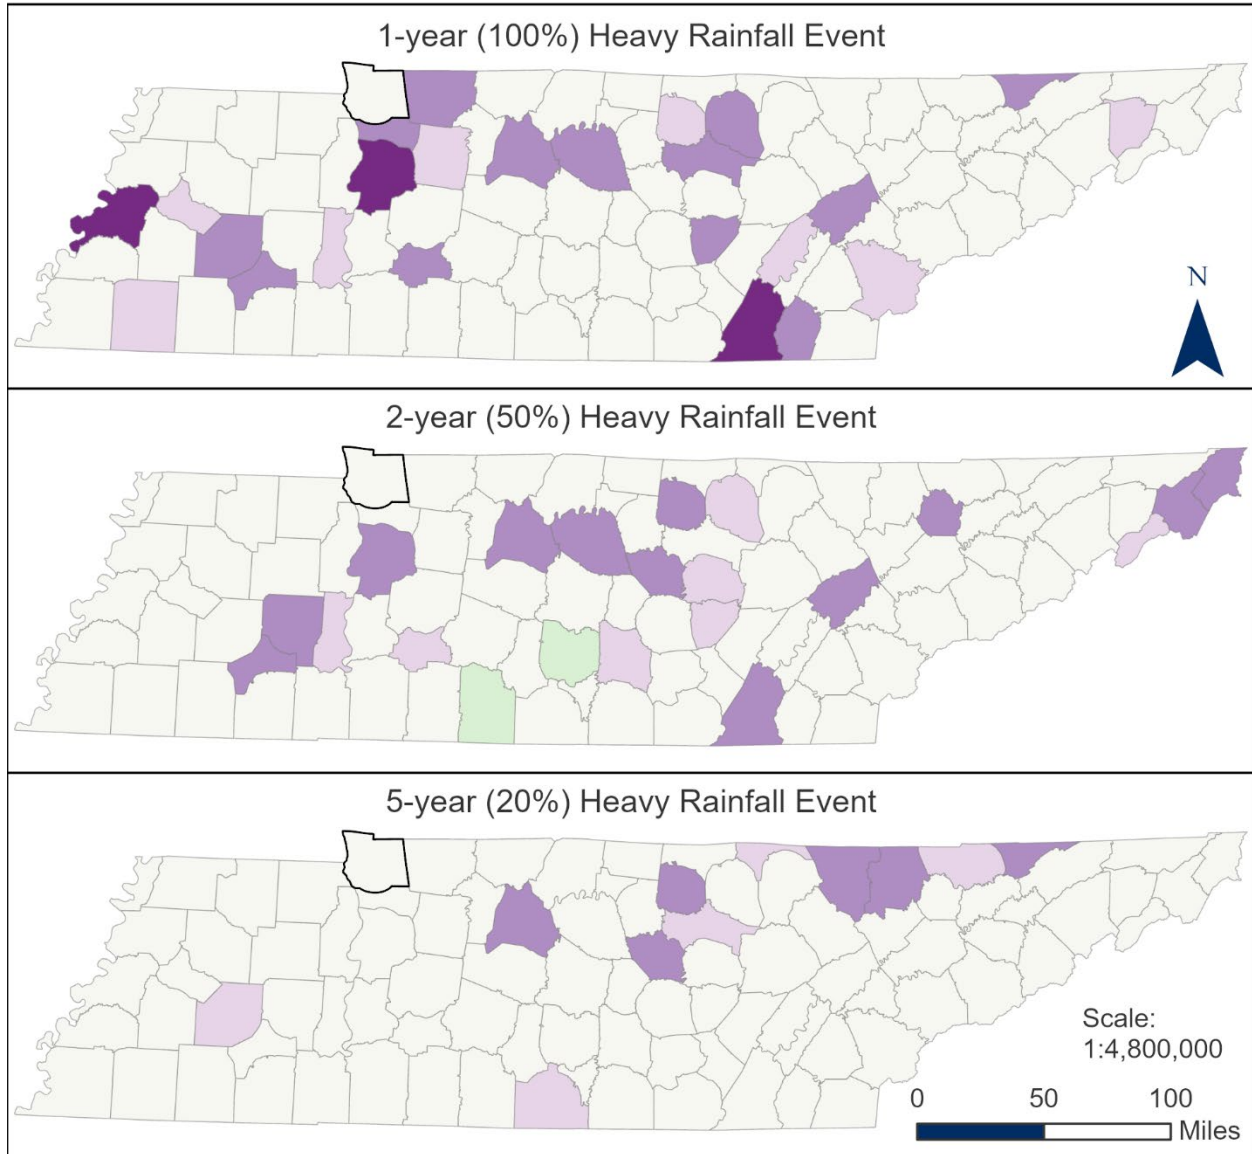 1-year (100%) Heavy Rainfall Event
N
2-year (50%) Heavy Rainfall Event
5-year (20%) Heavy Rainfall Event
Scale:
1:4,800,000
0 50 100
Miles